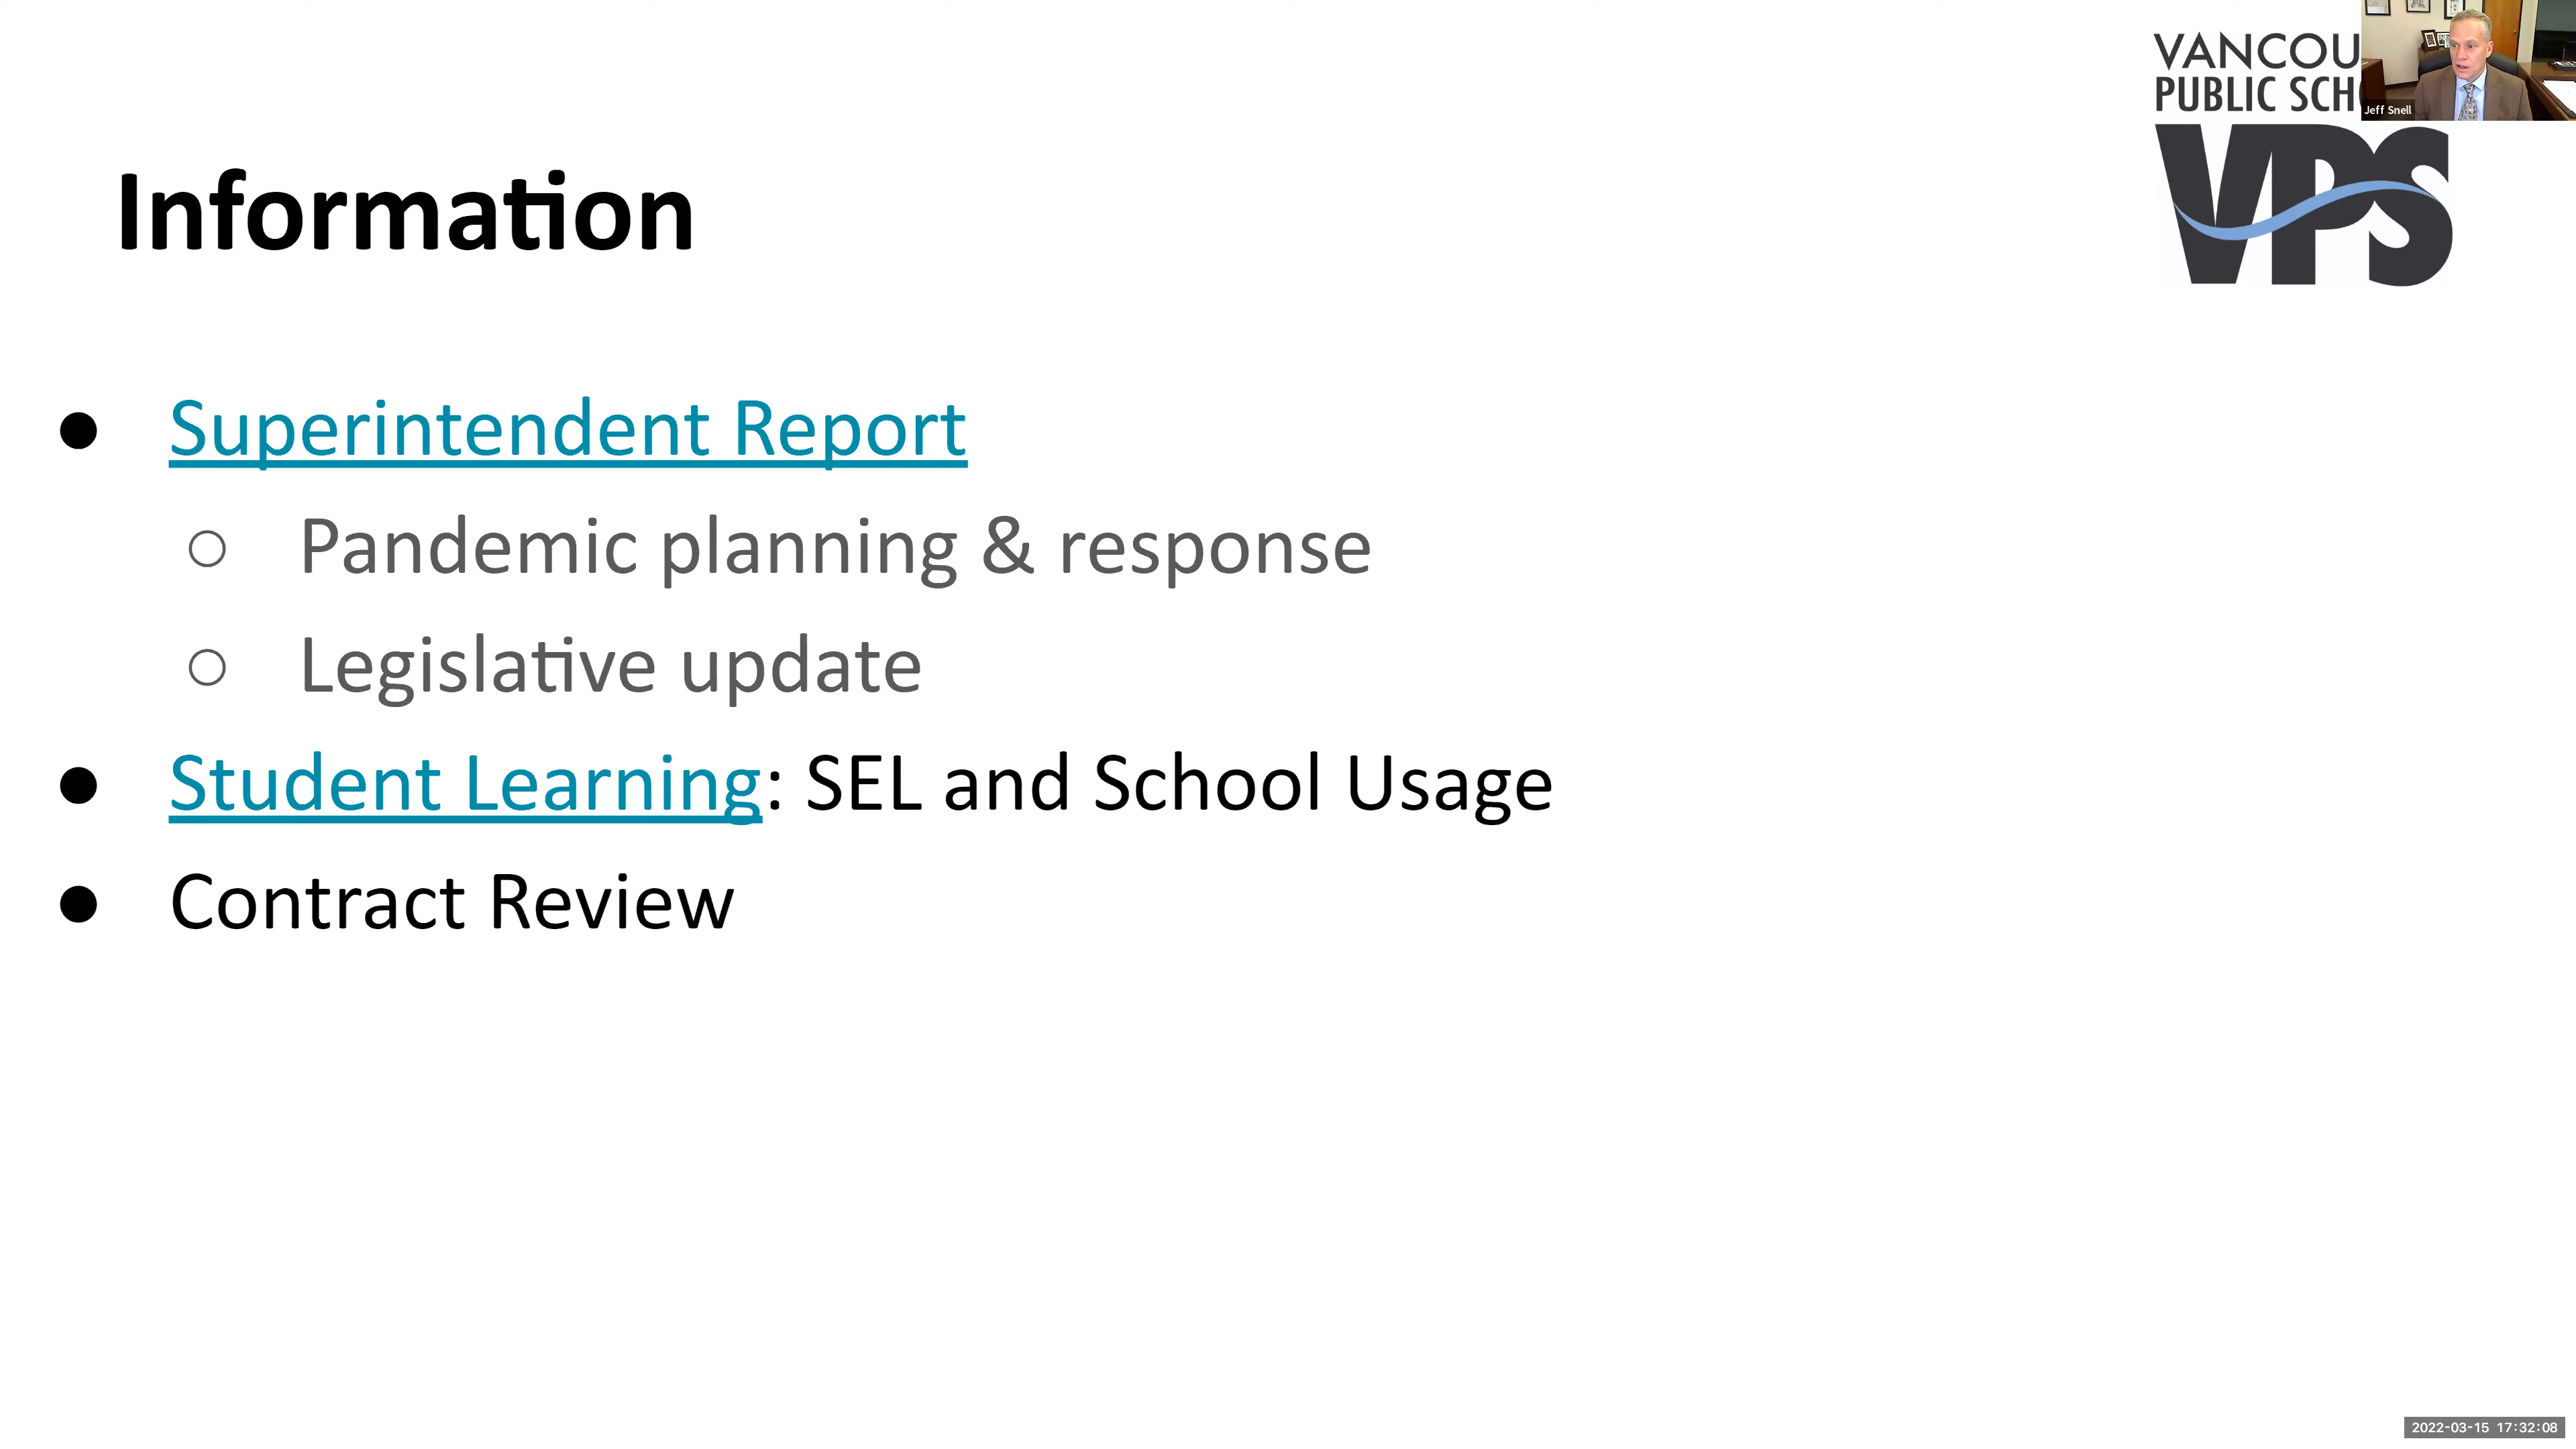 VANCOU
PUBLIC SCH
Jeff Snell
VPS
Information
● Superintendent Report
○ Pandemic planning & response
○ Legislative update
● Student Learning: SEL and School Usage
● Contract Review
2022-03-15 17:32:08